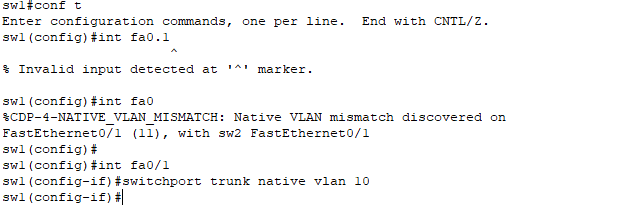 sw1#conf t
Enter configuration commands, one per line.  End with CNTL/Z.
sw1(config)#int fa0.1
^
% Invalid input detected at '^' marker.
sw1(config)#int fa0
%CDP-4-NATIVE_VLAN_MISMATCH: Native VLAN mismatch discovered on
FastEthernet0/1 (11), with sw2 FastEthernet0/1
sw1(config)#
sw1(config)#int fa0/1
sw1(config-if)#switchport trunk native vlan 10
sw1(config-if)#